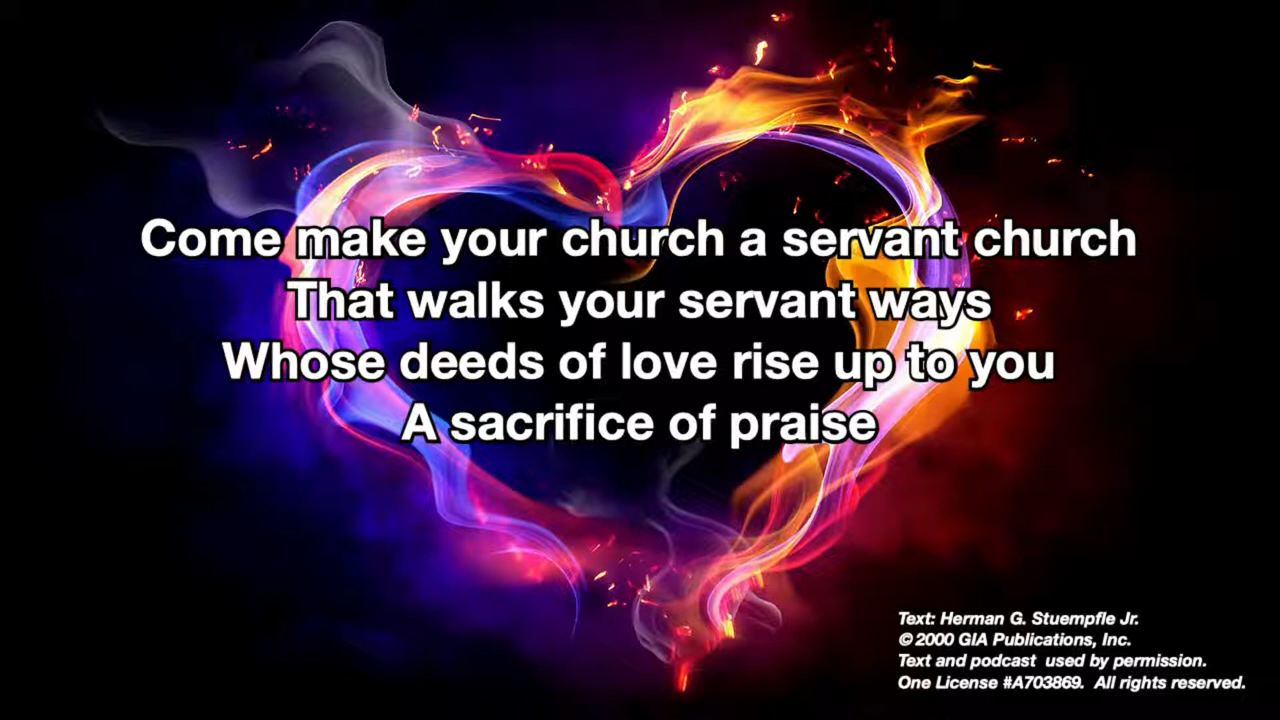 Come make your church a servant church
That walks your servant ways
Whose deeds of love rise up to you
A sacrifice of praise
Text: Herman G. Stuempfle Jr.
© 2000 GIA Publications, Inc.
Text and podcast used by permission.
One License #A703869. All rights reserved.